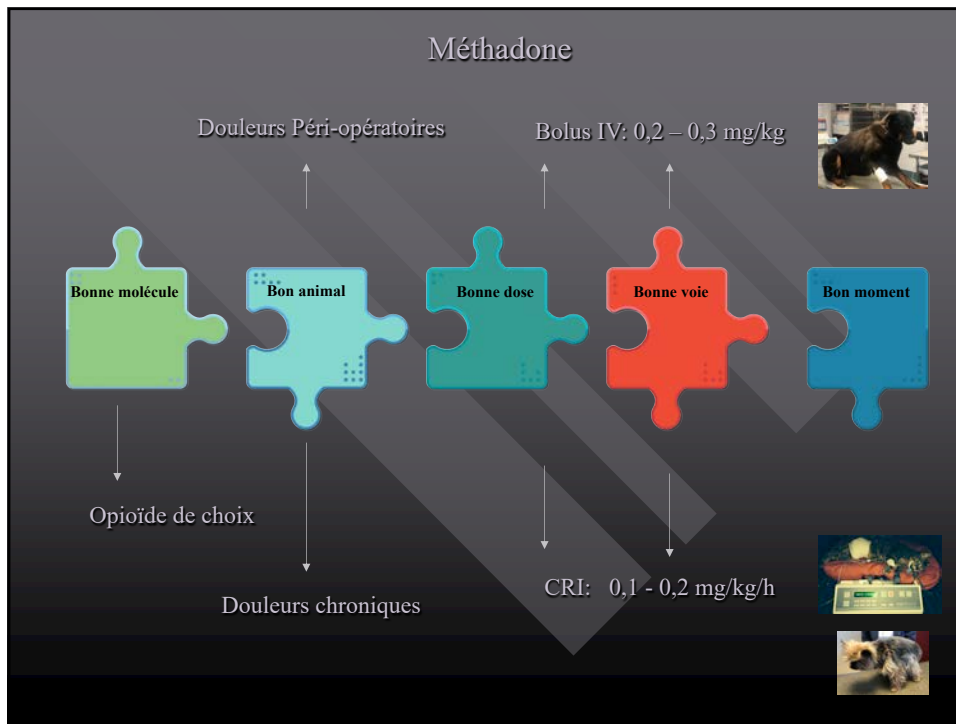 Méthadone
Douleurs Péri-opératoires
Bolus IV: 0,2 – 0,3 mg/kg
Bonne molécule
Bon animal
Bonne dose
Bonne voie
Bon moment
Opioïde de choix
Douleurs chroniques
CRI: 0,1 - 0,2 mg/kg/h